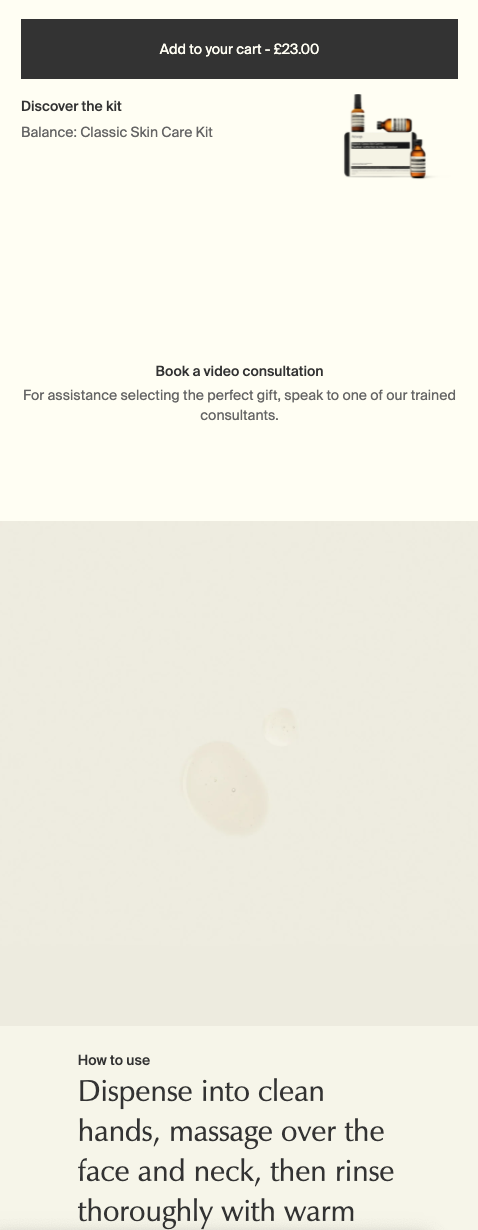 Add to your cart - £23.00
Discover the kit
Balance: Classic Skin Care Kit
Book a video consultation
For assistance selecting the perfect gift, speak to one of our trained
consultants.
How to use
Dispense into clean
hands, massage over the
face and neck, then rinse
thoroughly with warm